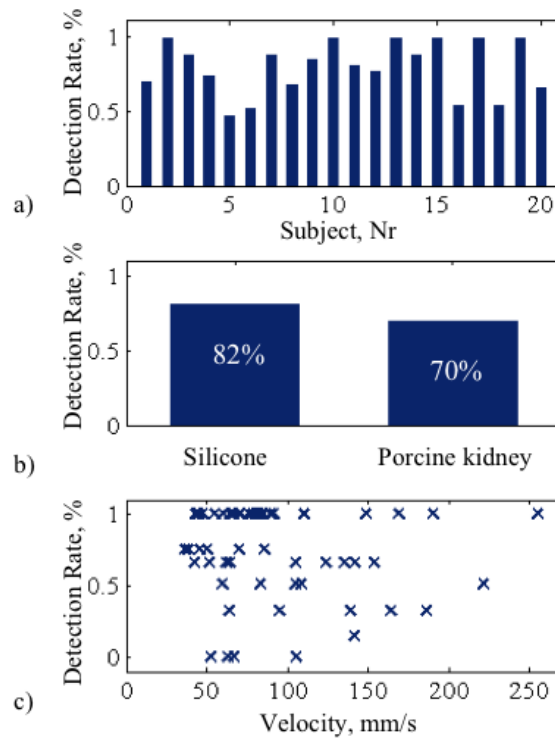 Detection Rate, %
1
0.5
0
0 5 10 15 20
a)
Subject, Nr
Detection Rate, %
1
0.5
0
82%
70%
Silicone Porcine kidney
b)
Detection Rate, %
1
0.5
0
0 50 100 150 200 250
c)
Velocity, mm/s